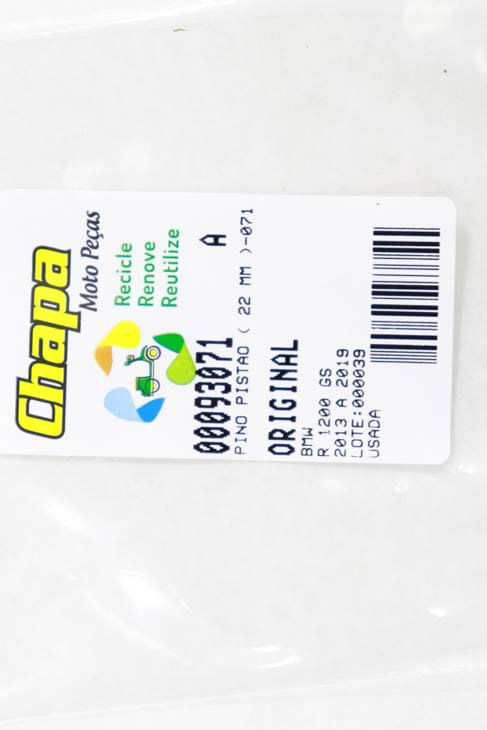 Chapa
Moto Peças
Recicle
Renove
Reutilize
00093071 A
PINO PISTAO ( 22 MM )-071
ORIGINAL
BMW
R 1200 GS
2013 A 2019
LOTE:000039
USADA